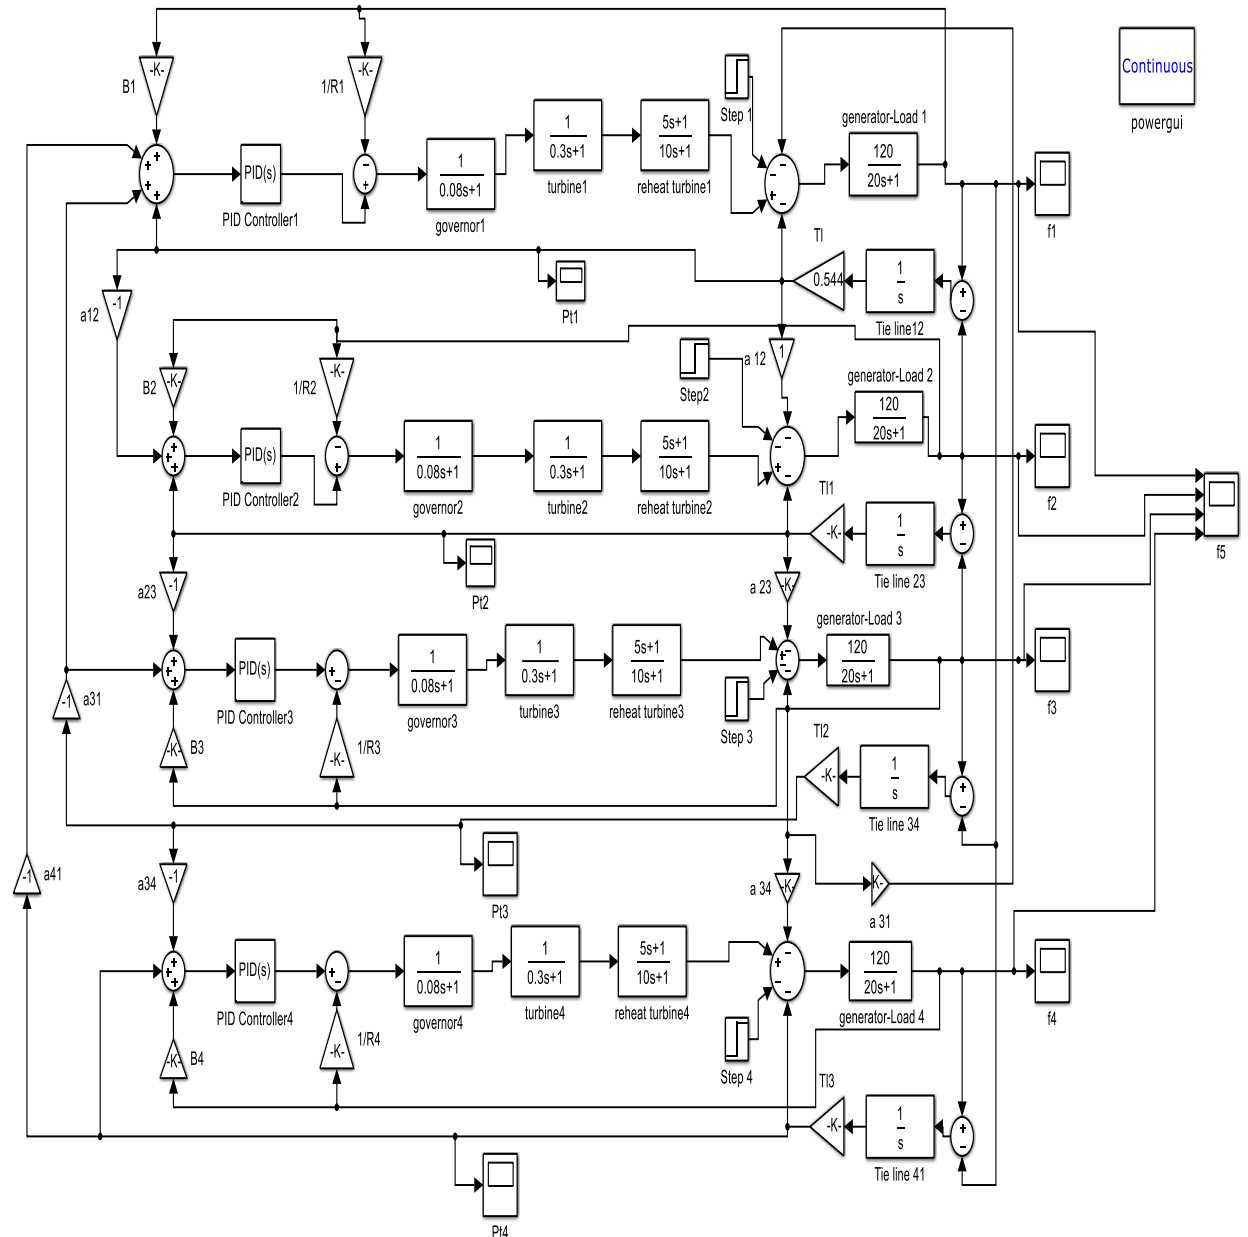 -K-
B1
-K-
1/R1
Step 1
Continuous
powergui
PID(s)
PID Controller1
1
0.08s+1
governor1
1
0.3s+1
turbine1
5s+1
10s+1
reheat turbine1
generator-Load 1
120
20s+1
f1
-1
a12
Pt1
Tl
0.544
1
s
Tie line12
-K-
B2
-K-
1/R2
Step2
1
a 12
PID(s)
PID Controller2
1
0.08s+1
governor2
1
0.3s+1
turbine2
5s+1
10s+1
reheat turbine2
generator-Load 2
120
20s+1
f2
f5
Pt2
Tl1
-K-
1
s
Tie line 23
-1
a23
-K-
a 23
PID(s)
PID Controller3
1
0.08s+1
governor3
1
0.3s+1
turbine3
5s+1
10s+1
reheat turbine3
generator-Load 3
120
20s+1
f3
-1
a31
-K-
B3
-K-
1/R3
Step 3
Tl2
-K-
1
s
Tie line 34
-1
a41
-1
a34
Pt3
-K-
a 34
K-
a 31
PID(s)
PID Controller4
1
0.08s+1
governor4
1
0.3s+1
turbine4
5s+1
10s+1
reheat turbine4
120
20s+1
generator-Load 4
f4
-K-
B4
-K-
1/R4
Step 4
Tl3
-K-
1
s
Tie line 41
Pt4